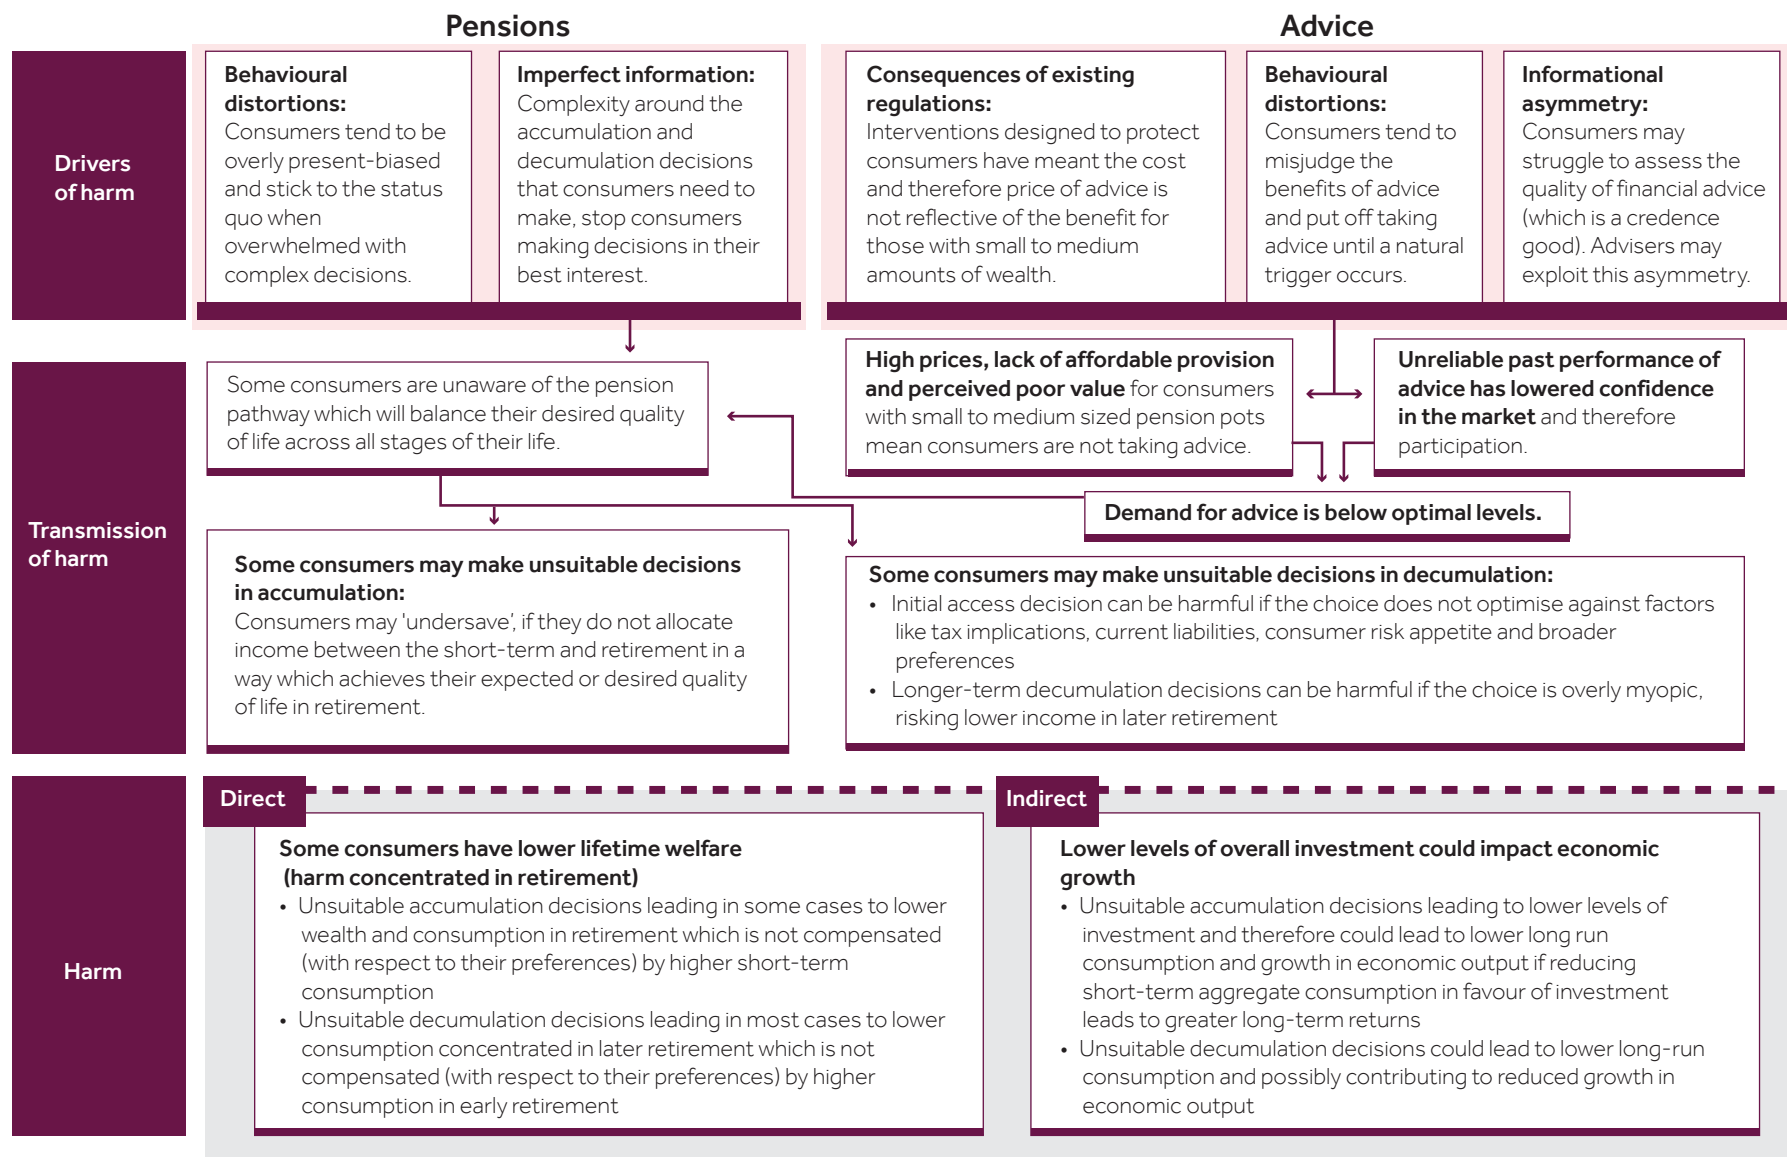 Pensions
Advice
Drivers
of harm
Behavioural
distortions:
Consumers tend to be
overly present-biased
and stick to the status
quo when
overwhelmed with
complex decisions.
Imperfect information:
Complexity around the
accumulation and
decumulation decisions
that consumers need to
make, stop consumers
making decisions in their
best interest.
Consequences of existing
regulations:
Interventions designed to protect
consumers have meant the cost
and therefore price of advice is
not reflective of the benefit for
those with small to medium
amounts of wealth.
Behavioural
distortions:
Consumers tend to
misjudge the
benefits of advice
and put off taking
advice until a natural
trigger occurs.
Informational
asymmetry:
Consumers may
struggle to assess the
quality of financial advice
(which is a credence
good). Advisers may
exploit this asymmetry.
Transmission
of harm
Some consumers are unaware of the pension
pathway which will balance their desired quality
of life across all stages of their life.
High prices, lack of affordable provision
and perceived poor value for consumers
with small to medium sized pension pots
mean consumers are not taking advice.
Unreliable past performance of
advice has lowered confidence
in the market and therefore
participation.
Demand for advice is below optimal levels.
Some consumers may make unsuitable decisions
in accumulation:
Consumers may 'undersave', if they do not allocate
income between the short-term and retirement in a
way which achieves their expected or desired quality
of life in retirement.
Some consumers may make unsuitable decisions in decumulation:
• Initial access decision can be harmful if the choice does not optimise against factors
like tax implications, current liabilities, consumer risk appetite and broader
preferences
• Longer-term decumulation decisions can be harmful if the choice is overly myopic,
risking lower income in later retirement
Harm
Direct
Some consumers have lower lifetime welfare
(harm concentrated in retirement)
• Unsuitable accumulation decisions leading in some cases to lower
wealth and consumption in retirement which is not compensated
(with respect to their preferences) by higher short-term
consumption
• Unsuitable decumulation decisions leading in most cases to lower
consumption concentrated in later retirement which is not
compensated (with respect to their preferences) by higher
consumption in early retirement
Indirect
Lower levels of overall investment could impact economic
growth
• Unsuitable accumulation decisions leading to lower levels of
investment and therefore could lead to lower long run
consumption and growth in economic output if reducing
short-term aggregate consumption in favour of investment
leads to greater long-term returns
• Unsuitable decumulation decisions could lead to lower long-run
consumption and possibly contributing to reduced growth in
economic output